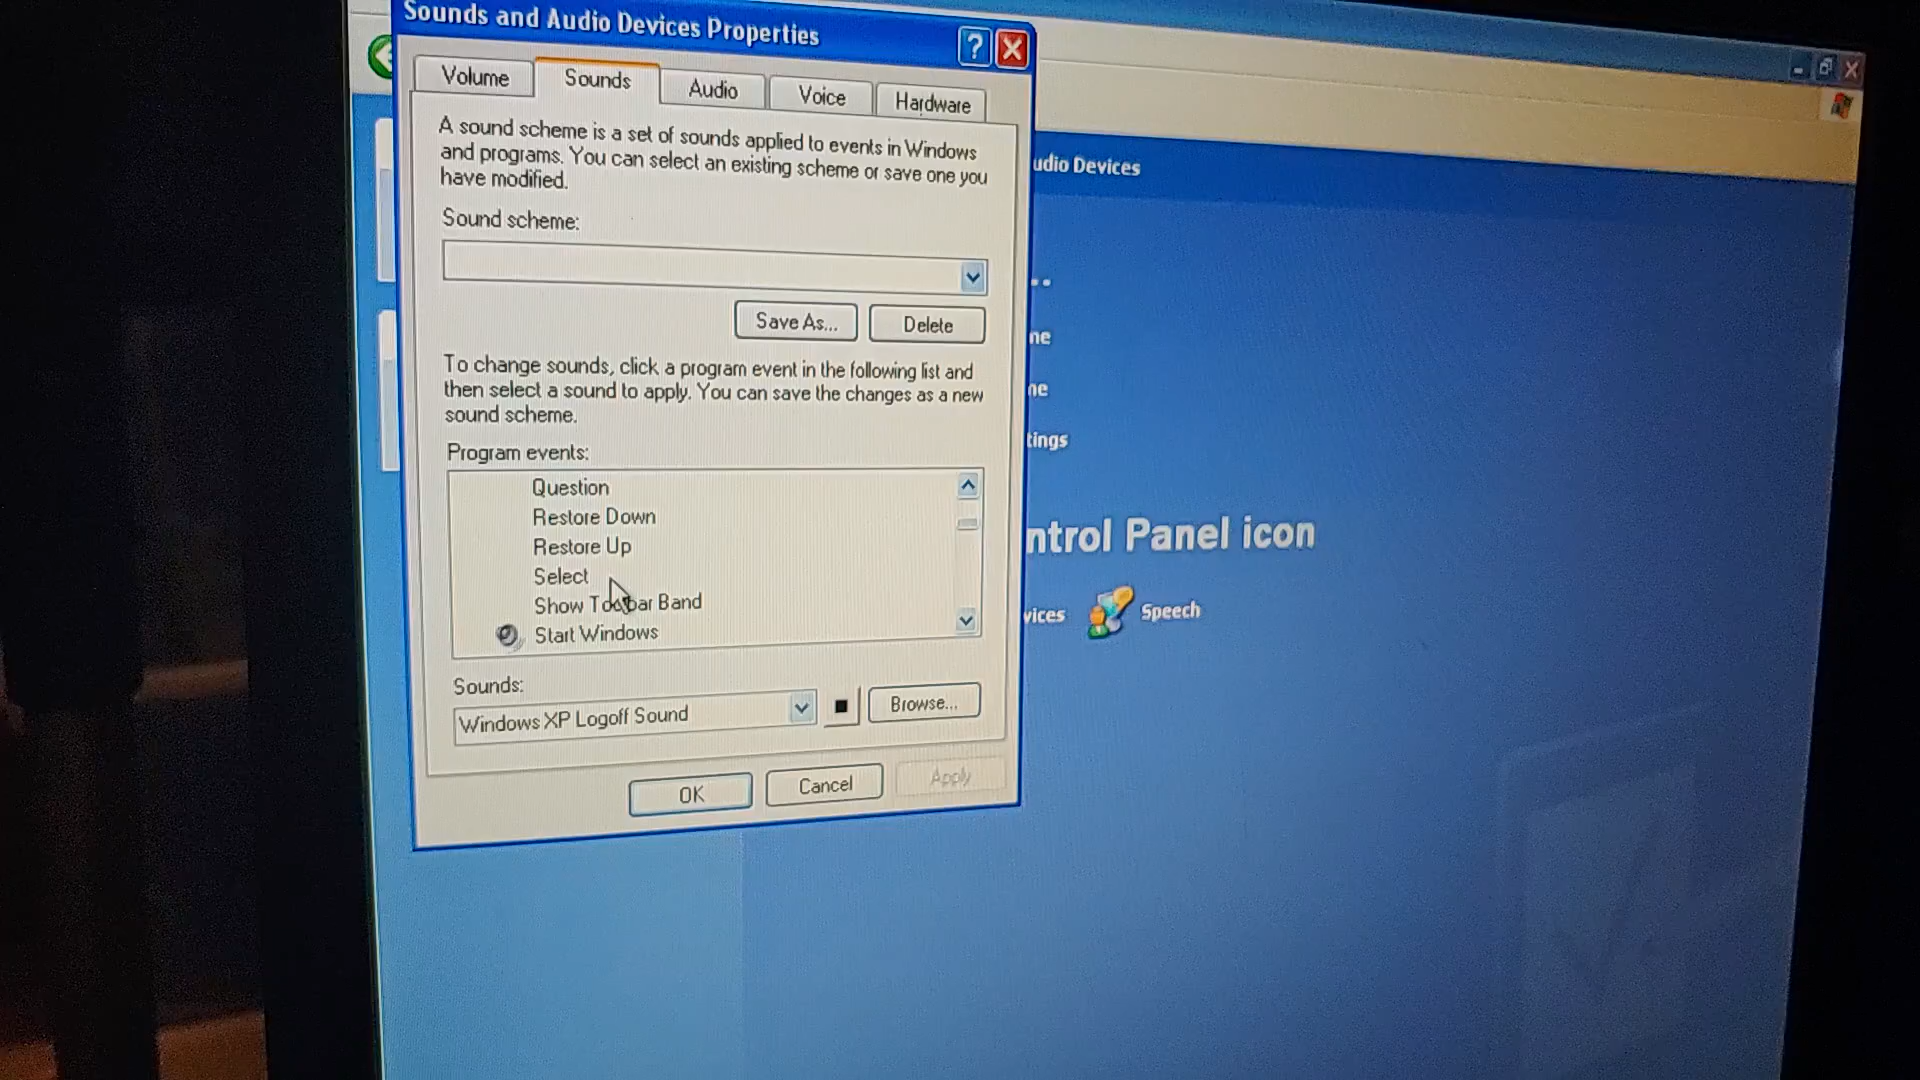 Sounds and Audio Devices Properties
Volume
Sounds
Audio
Voice
Hardware
A sound scheme is a set of sounds applied to events in Windows
and programs. You can select an existing scheme or save one you
have modified.
Sound scheme:
Save As...
Delete
To change sounds, click a program event in the following list and
then select a sound to apply. You can save the changes as a new
sound scheme.
Program events:
Question
Restore Down
Restore Up
Select
Show Toolbar Band
Start Windows
Sounds:
Windows XP Logoff Sound
Browse...
OK
Cancel
Apply
udio Devices
..
me
me
tings
ntrol Panel icon
vices
Speech